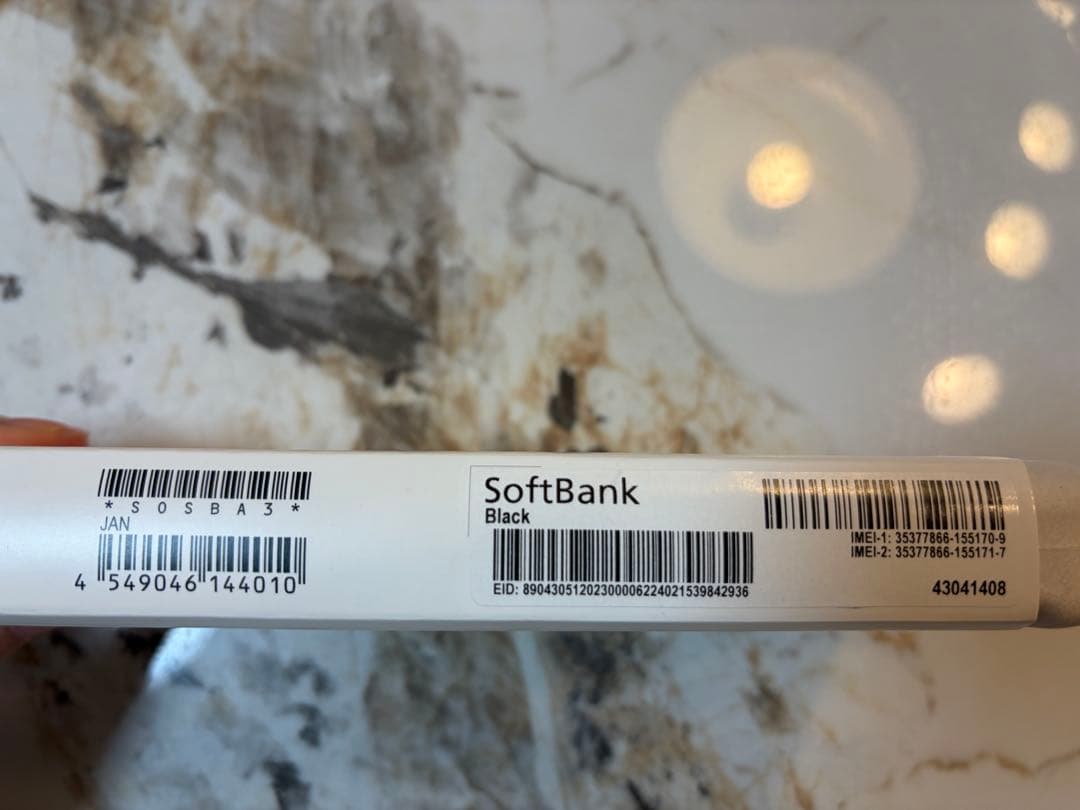 *SOSBA3*
JAN
4 549046 144010
SoftBank
Black
EID: 89043051202300006224021539842936
IMEI-1: 35377866-155170-9
IMEI-2: 35377866-155171-7
43041408